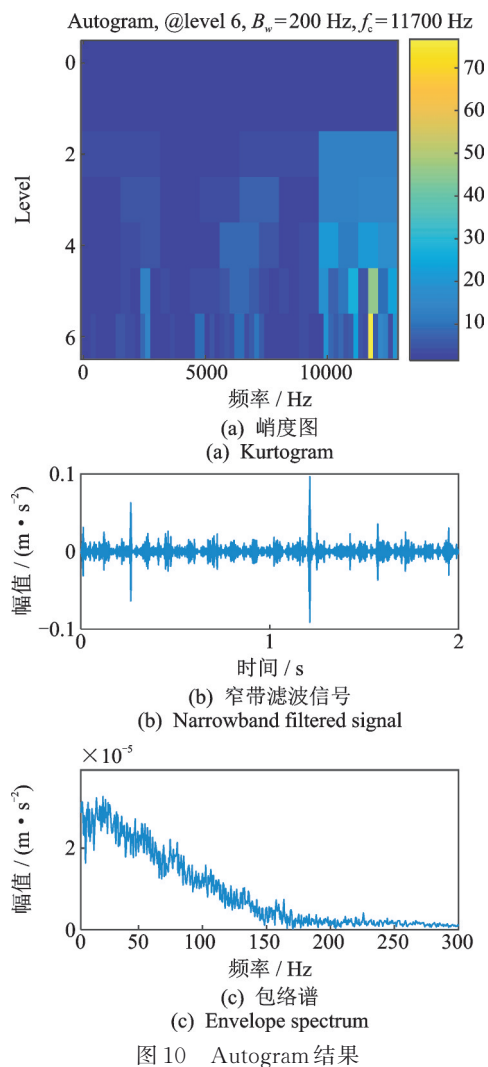 Autogram, @level 6, B_w=200 Hz, f_c=11700 Hz
0
2
4
6
Level
0
5000
10000
70
60
50
40
30
20
10
频率 / Hz
(a) 峭度图
(a) Kurtogram
0.1
0
−0.1
幅值 / (m·s⁻²)
0
1
2
时间 / s
(b) 窄带滤波信号
(b) Narrowband filtered signal
×10⁻⁵
2
0
幅值 / (m·s⁻²)
0
50
100
150
200
250
300
频率 / Hz
(c) 包络谱
(c) Envelope spectrum
图10 Autogram结果